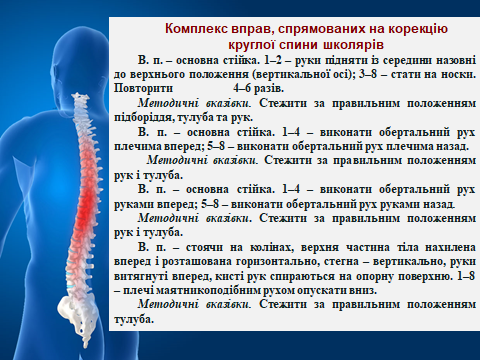 Комплекс вправ, спрямованих на корекцію
круглої спини школярів
В. п. – основна стійка. 1–2 – руки підняти із середини назовні
до верхнього положення (вертикальної осі); 3–8 – стати на носки.
Повторити 4–6 разів.
Методичні вказівки. Стежити за правильним положенням
підборіддя, тулуба та рук.
В. п. – основна стійка. 1–4 – виконати обертальний рух
плечима вперед; 5–8 – виконати обертальний рух плечима назад.
Методичні вказівки. Стежити за правильним положенням
рук і тулуба.
В. п. – основна стійка. 1–4 – виконати обертальний рух
руками вперед; 5–8 – виконати обертальний рух руками назад.
Методичні вказівки. Стежити за правильним положенням
рук і тулуба.
В. п. – стоячи на колінах, верхня частина тіла нахилена
вперед і розташована горизонтально, стегна – вертикально, руки
витягнуті вперед, кисті рук спираються на опорну поверхню. 1–8
– плечі маятникоподібним рухом опускати вниз.
Методичні вказівки. Стежити за правильним положенням
тулуба.